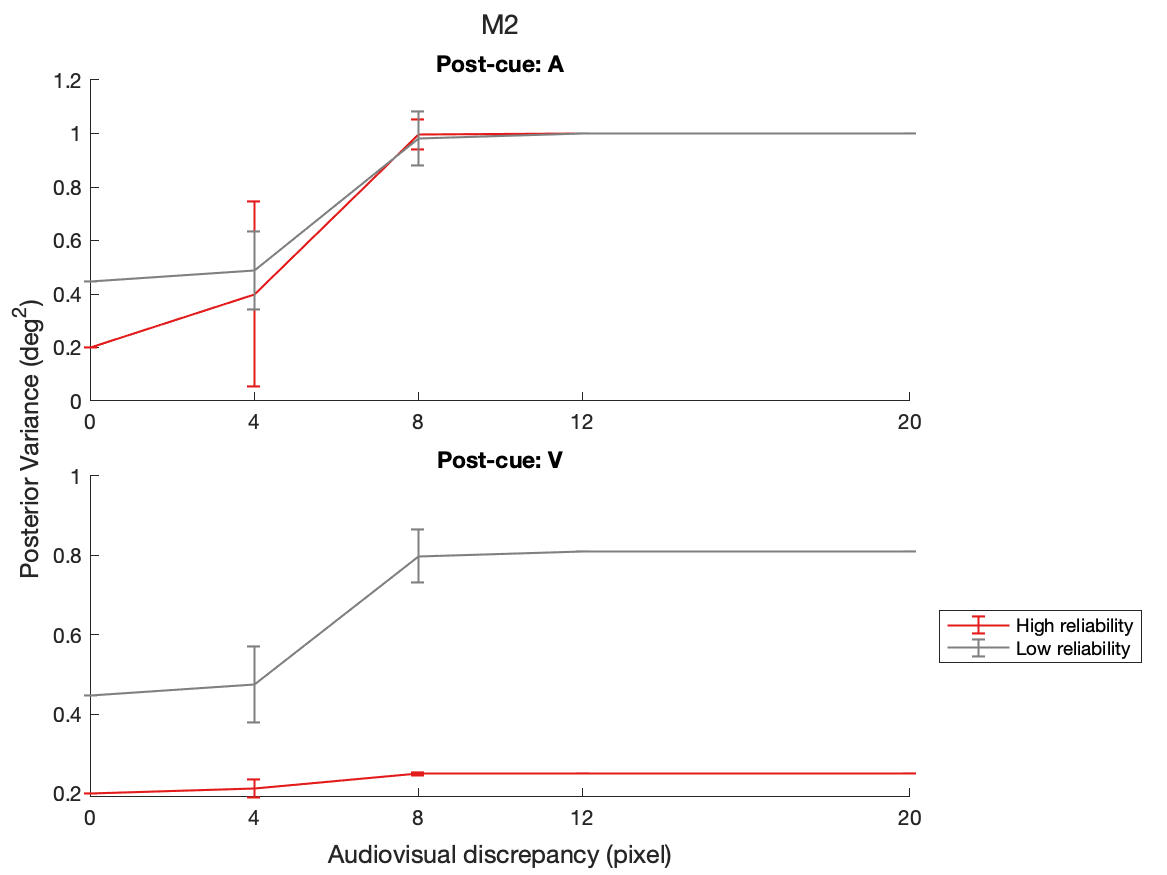 M2
Post-cue: A
1.2
1
0.8
0.6
0.4
0.2
0
0 4 8 12 20
Posterior Variance (deg²)
Post-cue: V
1
0.8
0.6
0.4
0.2
0 4 8 12 20
Audiovisual discrepancy (pixel)
High reliability
Low reliability